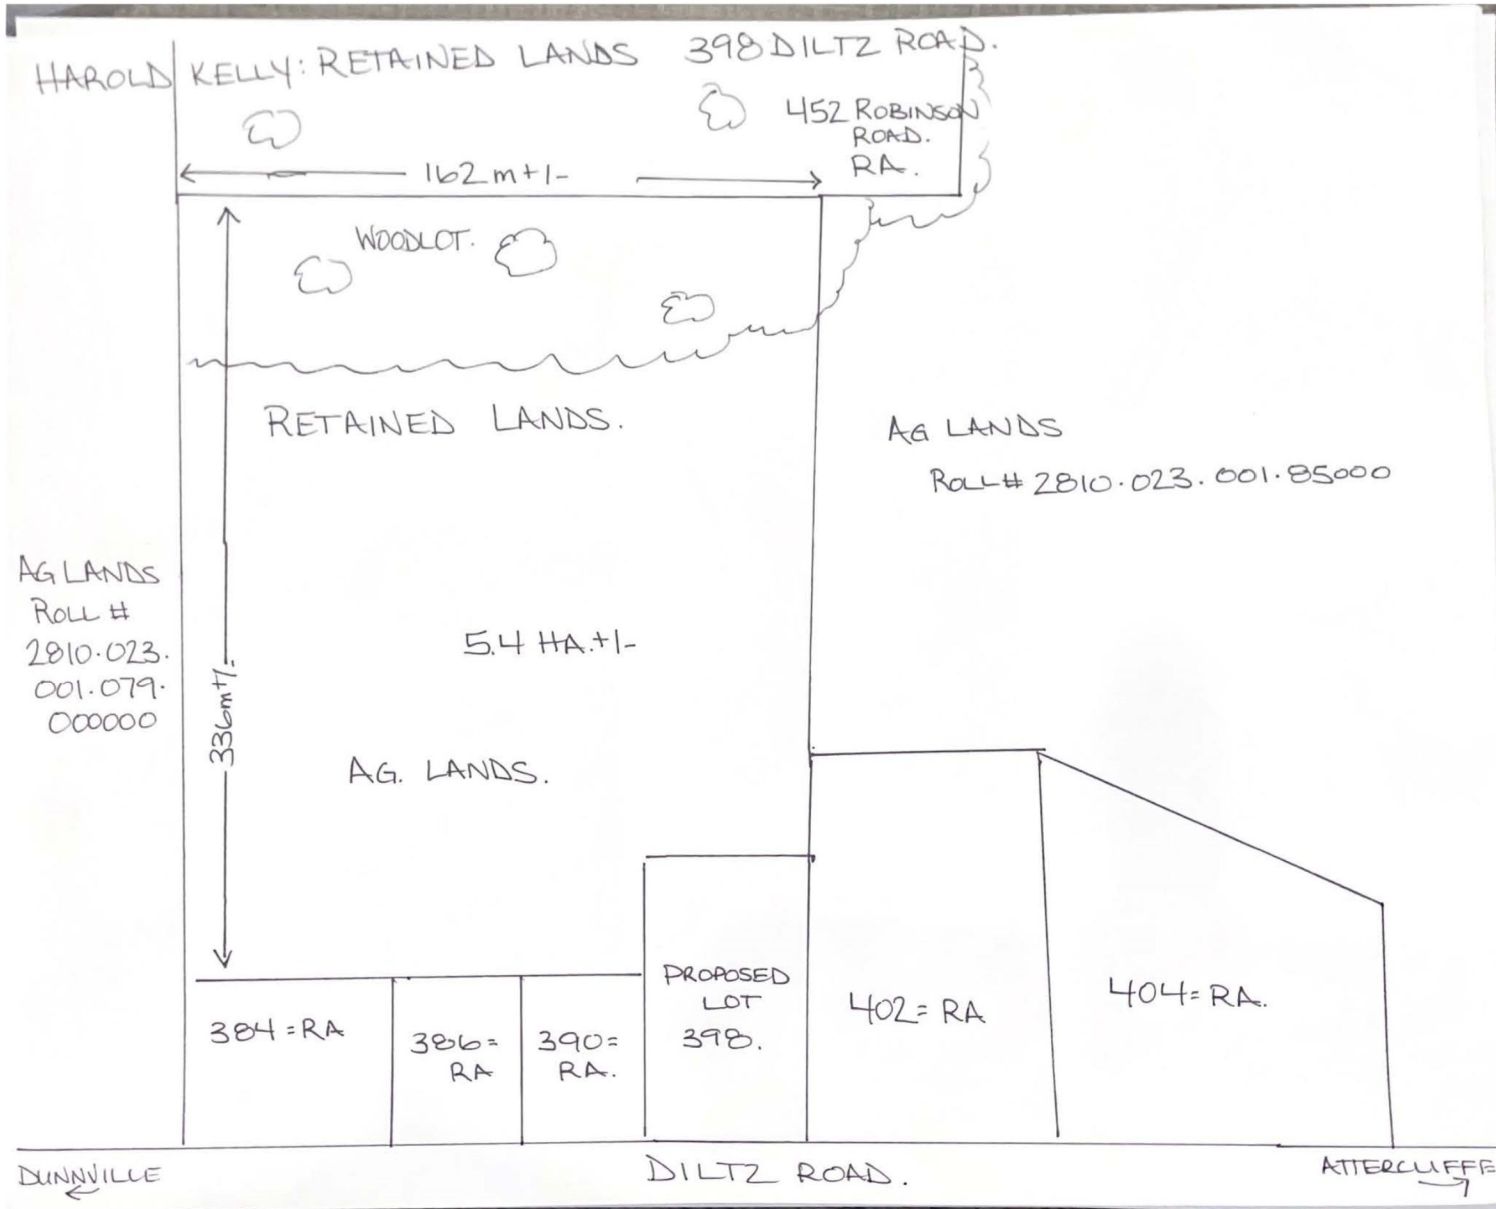 HAROLD KELLY: RETAINED LANDS 398 DILTZ ROAD.
452 ROBINSON
ROAD.
RA.
162 m+/-
WOODLOT.
RETAINED LANDS.
AG LANDS
ROLL# 2810.023.001.85000
AG LANDS
ROLL #
2810.023.
001.079.
000000
336m+/-
5.4 HA.+/-
AG. LANDS.
384=RA
386=
RA
390=
RA.
PROPOSED
LOT
398.
402=RA
404=RA.
DUNNVILLE
DILTZ ROAD.
ATTERCLIFFE